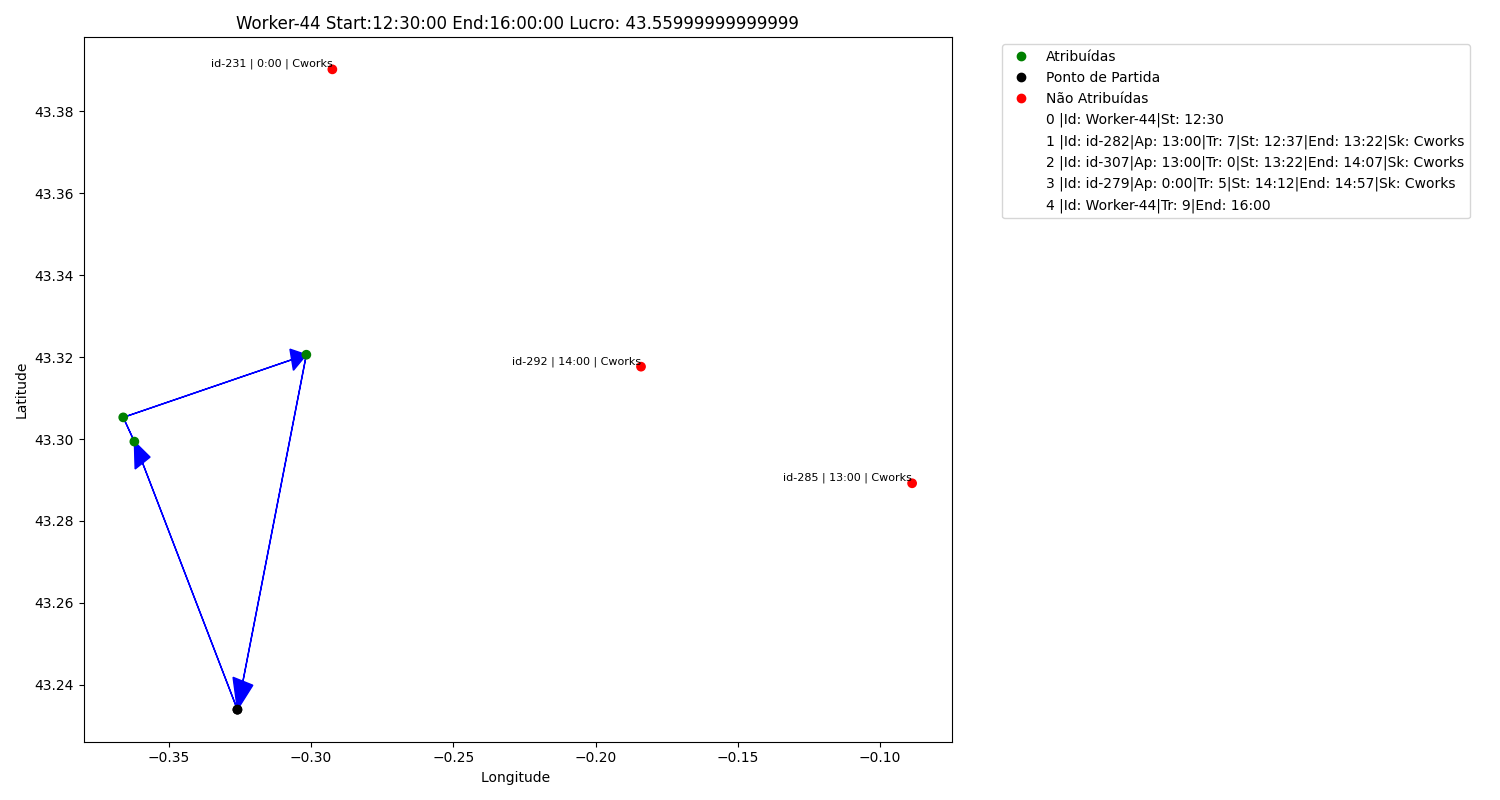 Worker-44 Start:12:30:00 End:16:00:00 Lucro: 43.55999999999999
id-231 | 0:00 | Cworks
id-292 | 14:00 | Cworks
id-285 | 13:00 | Cworks
43.38
43.36
43.34
43.32
43.30
43.28
43.26
43.24
Latitude
−0.35
−0.30
−0.25
−0.20
−0.15
−0.10
Longitude
Atribuídas
Ponto de Partida
Não Atribuídas
0 |Id: Worker-44|St: 12:30
1 |Id: id-282|Ap: 13:00|Tr: 7|St: 12:37|End: 13:22|Sk: Cworks
2 |Id: id-307|Ap: 13:00|Tr: 0|St: 13:22|End: 14:07|Sk: Cworks
3 |Id: id-279|Ap: 0:00|Tr: 5|St: 14:12|End: 14:57|Sk: Cworks
4 |Id: Worker-44|Tr: 9|End: 16:00